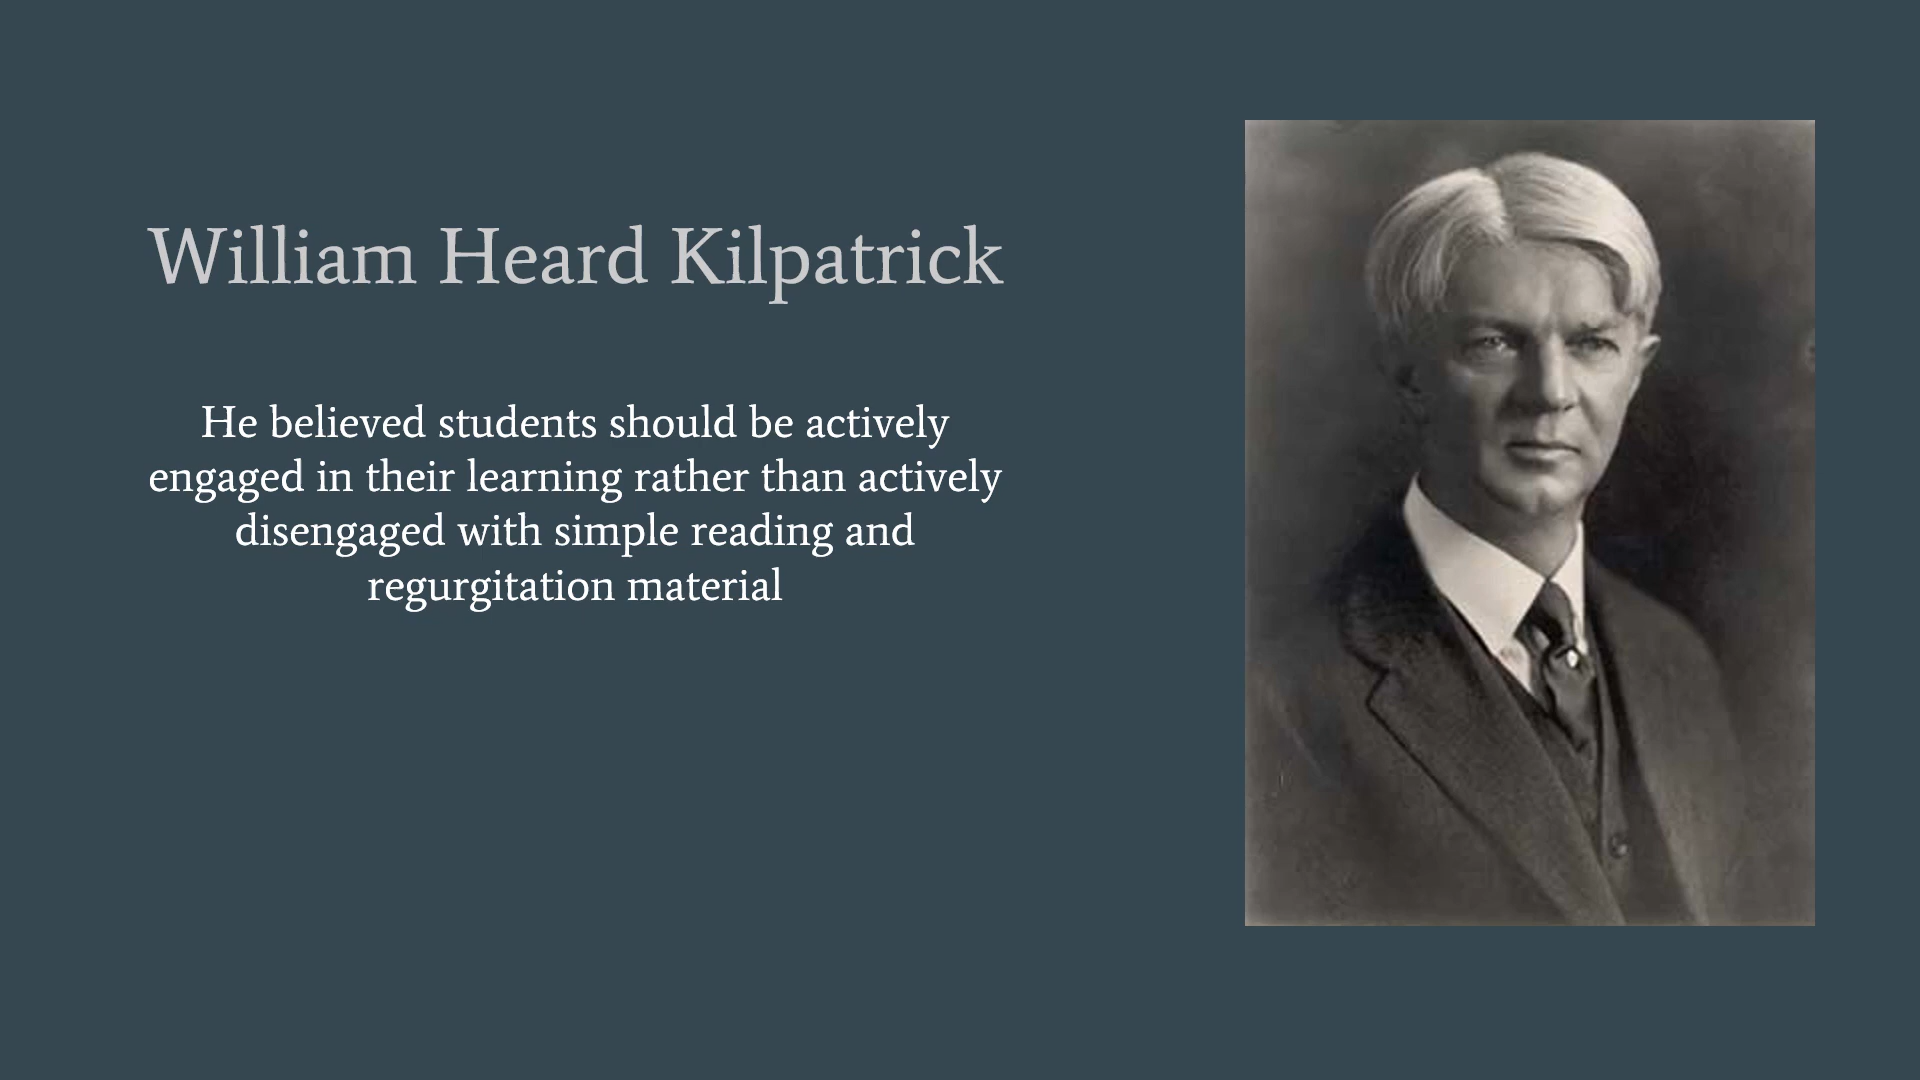 William Heard Kilpatrick
He believed students should be actively
engaged in their learning rather than actively
disengaged with simple reading and
regurgitation material